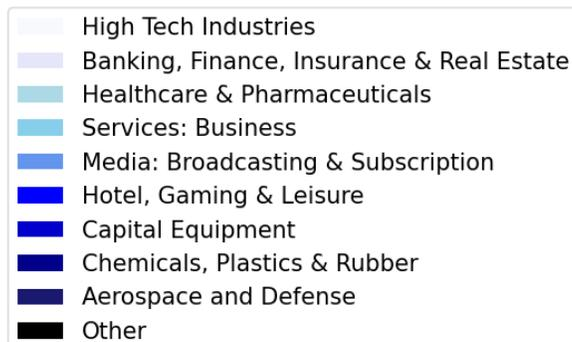 High Tech Industries
Banking, Finance, Insurance & Real Estate
Healthcare & Pharmaceuticals
Services: Business
Media: Broadcasting & Subscription
Hotel, Gaming & Leisure
Capital Equipment
Chemicals, Plastics & Rubber
Aerospace and Defense
Other